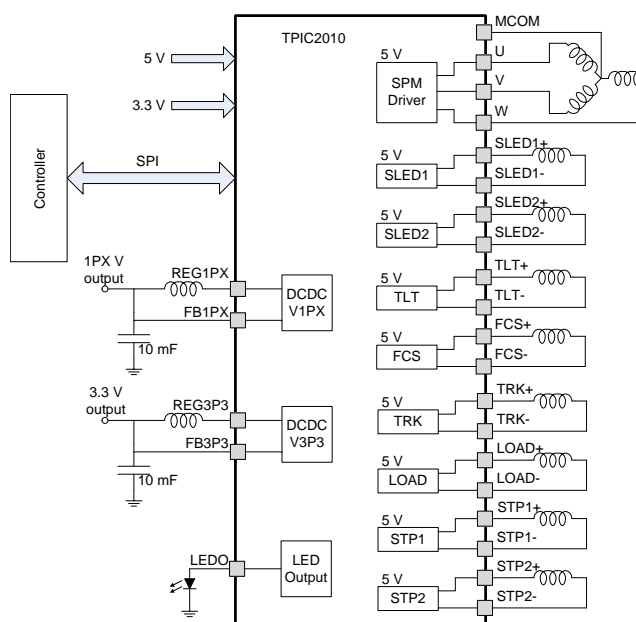 MCOM
TPIC2010
U
5 V
SPM
Driver
V
W
5 V
3.3 V
Controller
SPI
SLED1+
5 V
SLED1
SLED1-
SLED2+
5 V
SLED2
SLED2-
1PX V
output
REG1PX
FB1PX
DCDC
V1PX
10 mF
TLT+
5 V
TLT
TLT-
FCS+
5 V
FCS
FCS-
3.3 V
output
REG3P3
FB3P3
DCDC
V3P3
10 mF
TRK+
5 V
TRK
TRK-
LOAD+
5 V
LOAD
LOAD-
STP1+
5 V
STP1
STP1-
LEDO
LED
Output
STP2+
5 V
STP2
STP2-